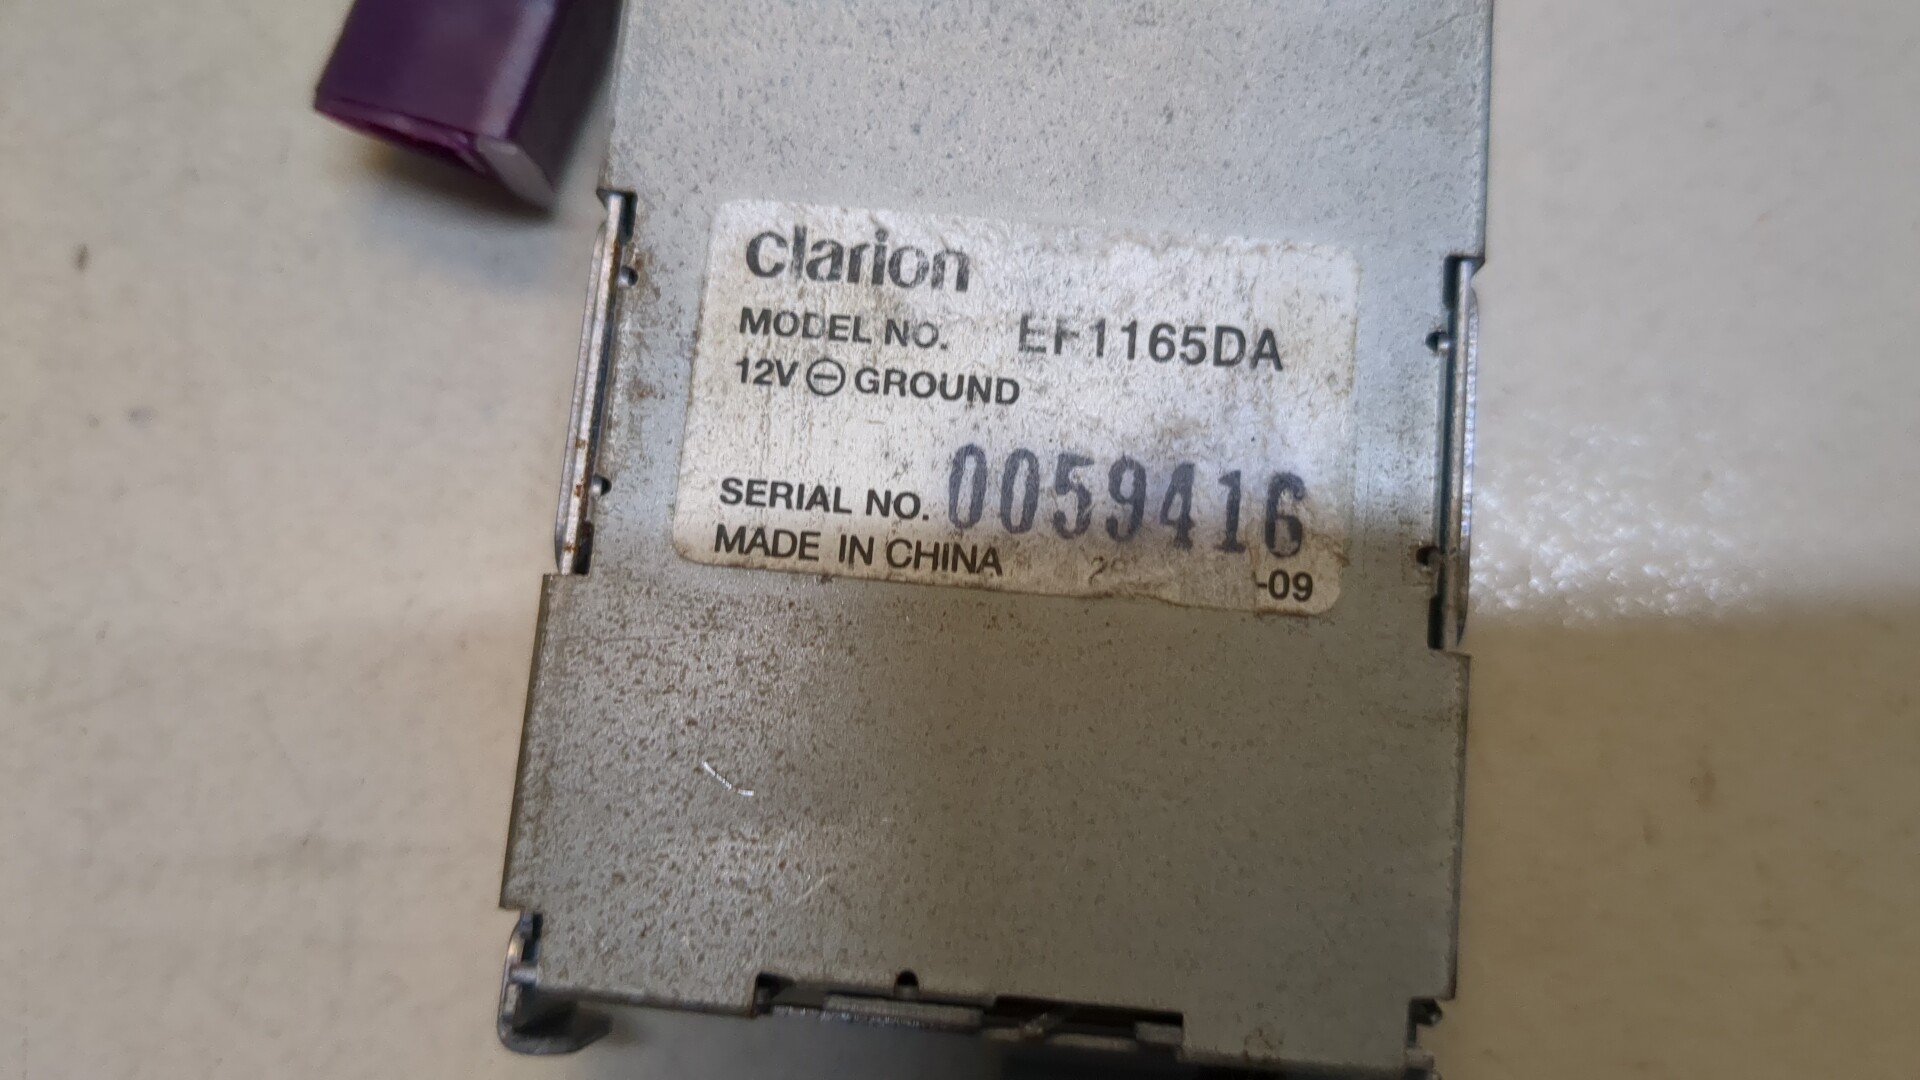 clarion
MODEL NO. EF1165DA
12V ⊖ GROUND
SERIAL NO. 0059416
MADE IN CHINA -09